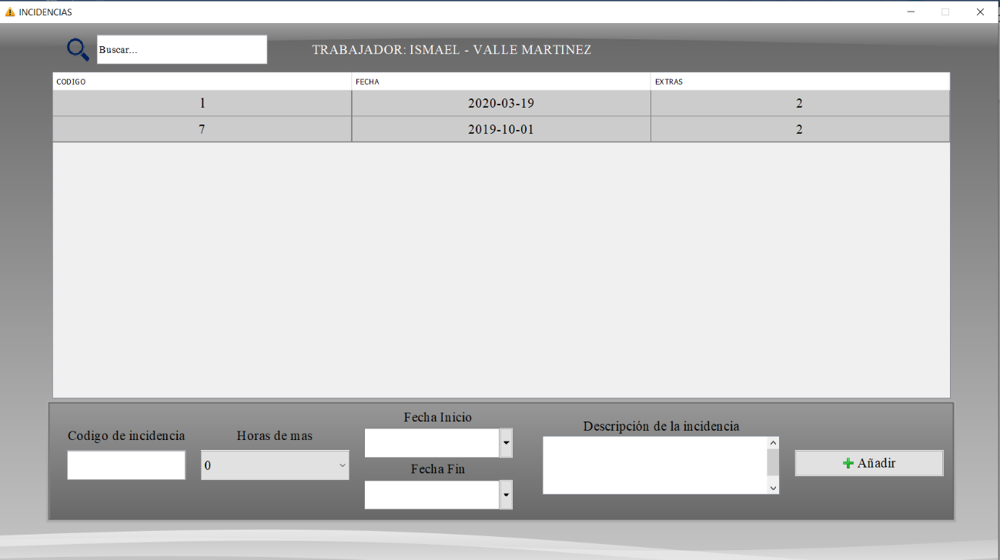 INCIDENCIAS
Buscar...
TRABAJADOR: ISMAEL - VALLE MARTINEZ
CODIGO FECHA EXTRAS
1 2020-03-19 2
7 2019-10-01 2
Codigo de incidencia
Horas de mas
0
Fecha Inicio
Fecha Fin
Descripción de la incidencia
Añadir